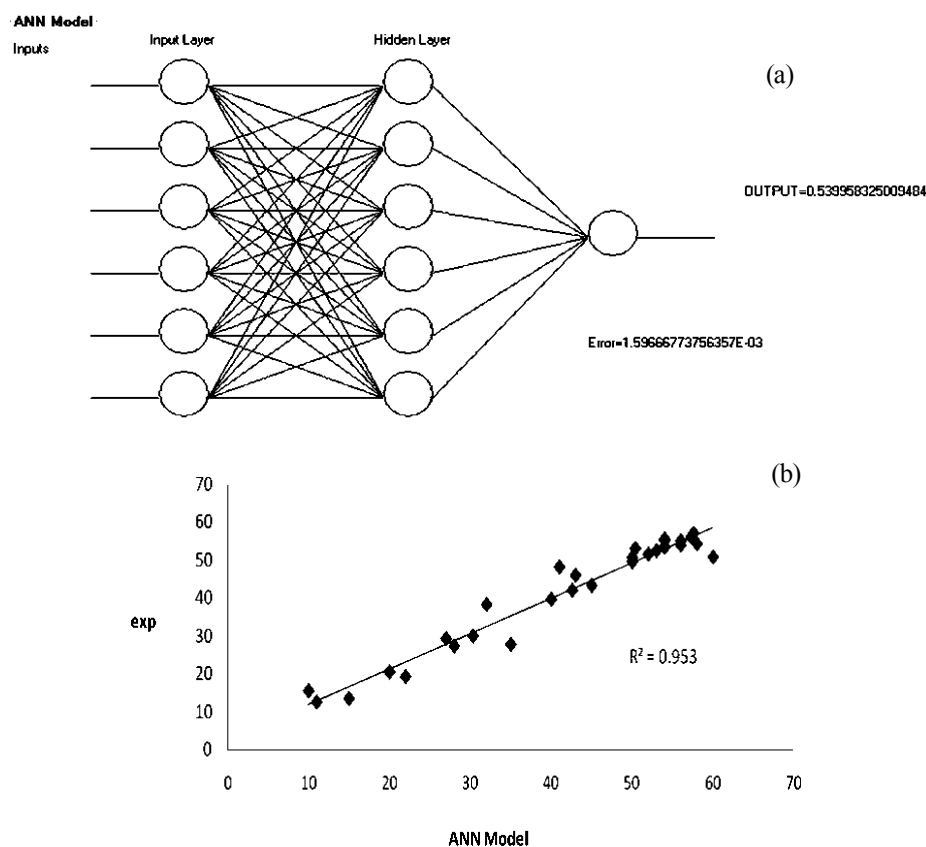 ANN Model
Inputs
Input Layer
Hidden Layer
(a)
OUTPUT=0.539958325009484
Error=1.59666773756357E-03
(b)
70
60
50
40
30
20
10
0
exp
R² = 0.953
0 10 20 30 40 50 60 70
ANN Model